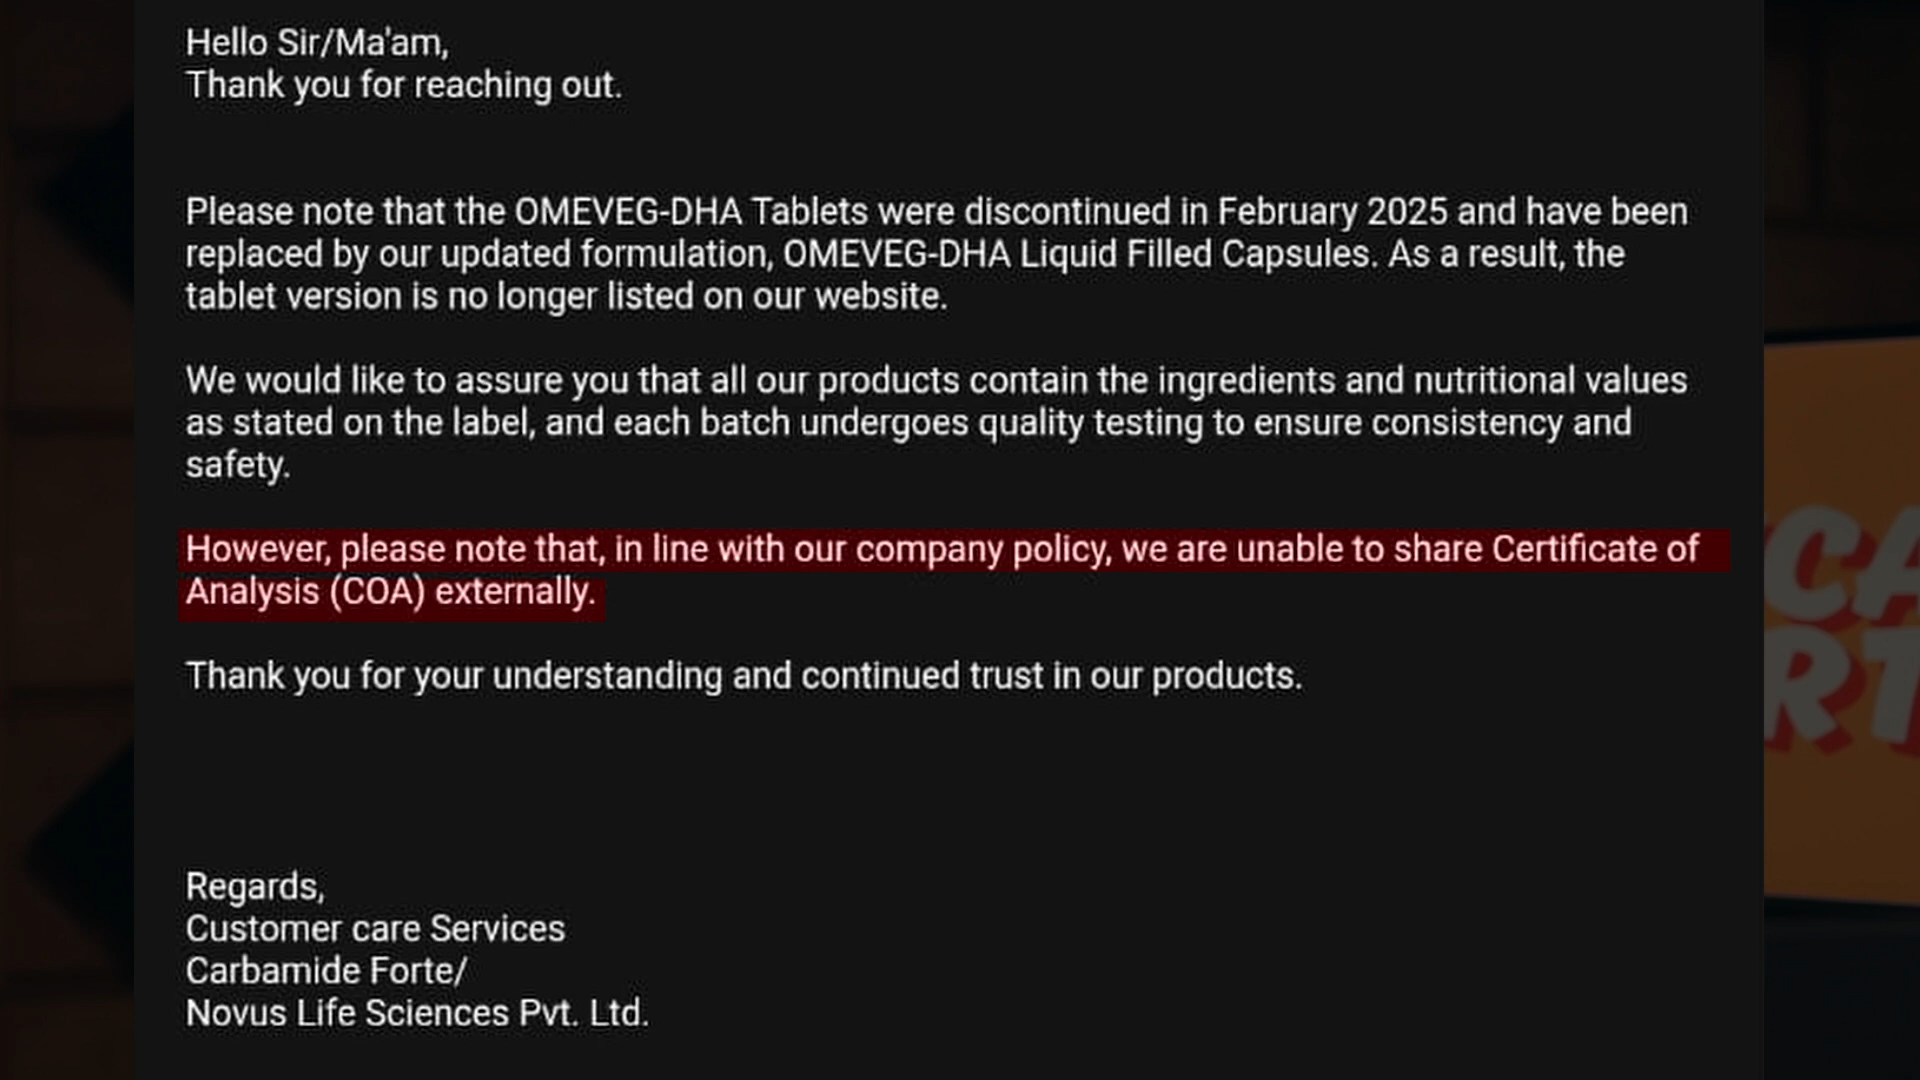 Hello Sir/Ma'am,
Thank you for reaching out.
Please note that the OMEVEG-DHA Tablets were discontinued in February 2025 and have been
replaced by our updated formulation, OMEVEG-DHA Liquid Filled Capsules. As a result, the
tablet version is no longer listed on our website.
We would like to assure you that all our products contain the ingredients and nutritional values
as stated on the label, and each batch undergoes quality testing to ensure consistency and
safety.
However, please note that, in line with our company policy, we are unable to share Certificate of
Analysis (COA) externally.
Thank you for your understanding and continued trust in our products.
Regards,
Customer care Services
Carbamide Forte/
Novus Life Sciences Pvt. Ltd.